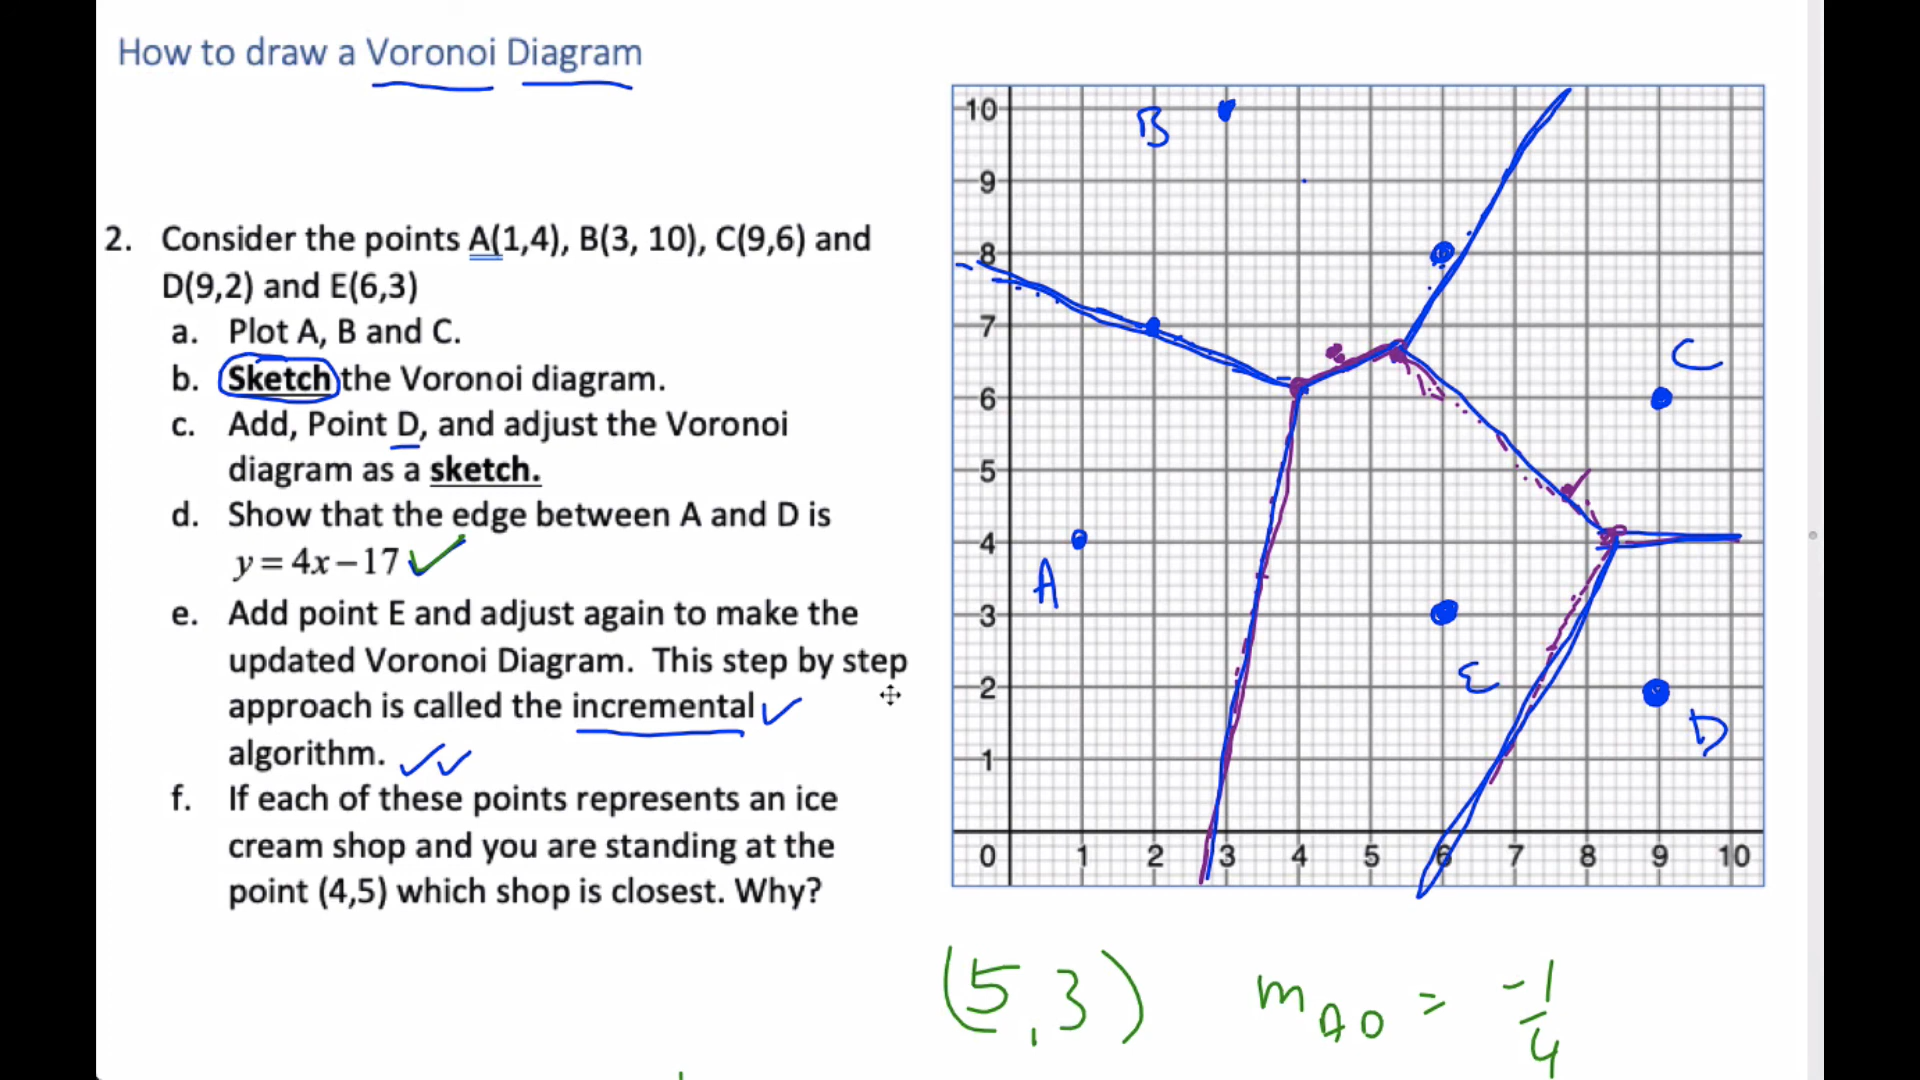 How to draw a Voronoi Diagram
2. Consider the points A(1,4), B(3, 10), C(9,6) and
D(9,2) and E(6,3)
a. Plot A, B and C.
b. Sketch the Voronoi diagram.
c. Add, Point D, and adjust the Voronoi
diagram as a sketch.
d. Show that the edge between A and D is
y = 4x – 17
e. Add point E and adjust again to make the
updated Voronoi Diagram. This step by step
approach is called the incremental
algorithm.
f. If each of these points represents an ice
cream shop and you are standing at the
point (4,5) which shop is closest. Why?
10
9
8
7
6
5
4
3
2
1
0 1 2 3 4 5 6 7 8 9 10
B
C
A
E
D
(5,3) m AD = -1/4